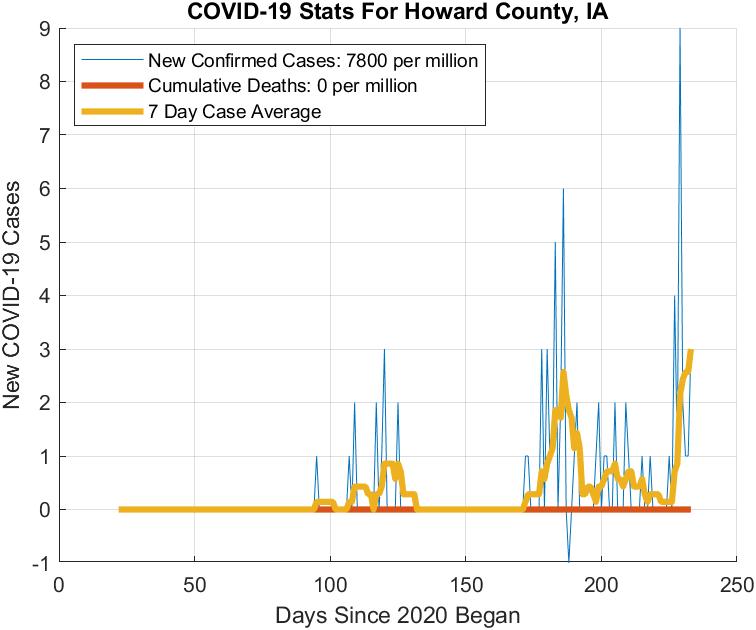 COVID-19 Stats For Howard County, IA
New Confirmed Cases: 7800 per million
Cumulative Deaths: 0 per million
7 Day Case Average
New COVID-19 Cases
9
8
7
6
5
4
3
2
1
0
-1
0 50 100 150 200 250
Days Since 2020 Began